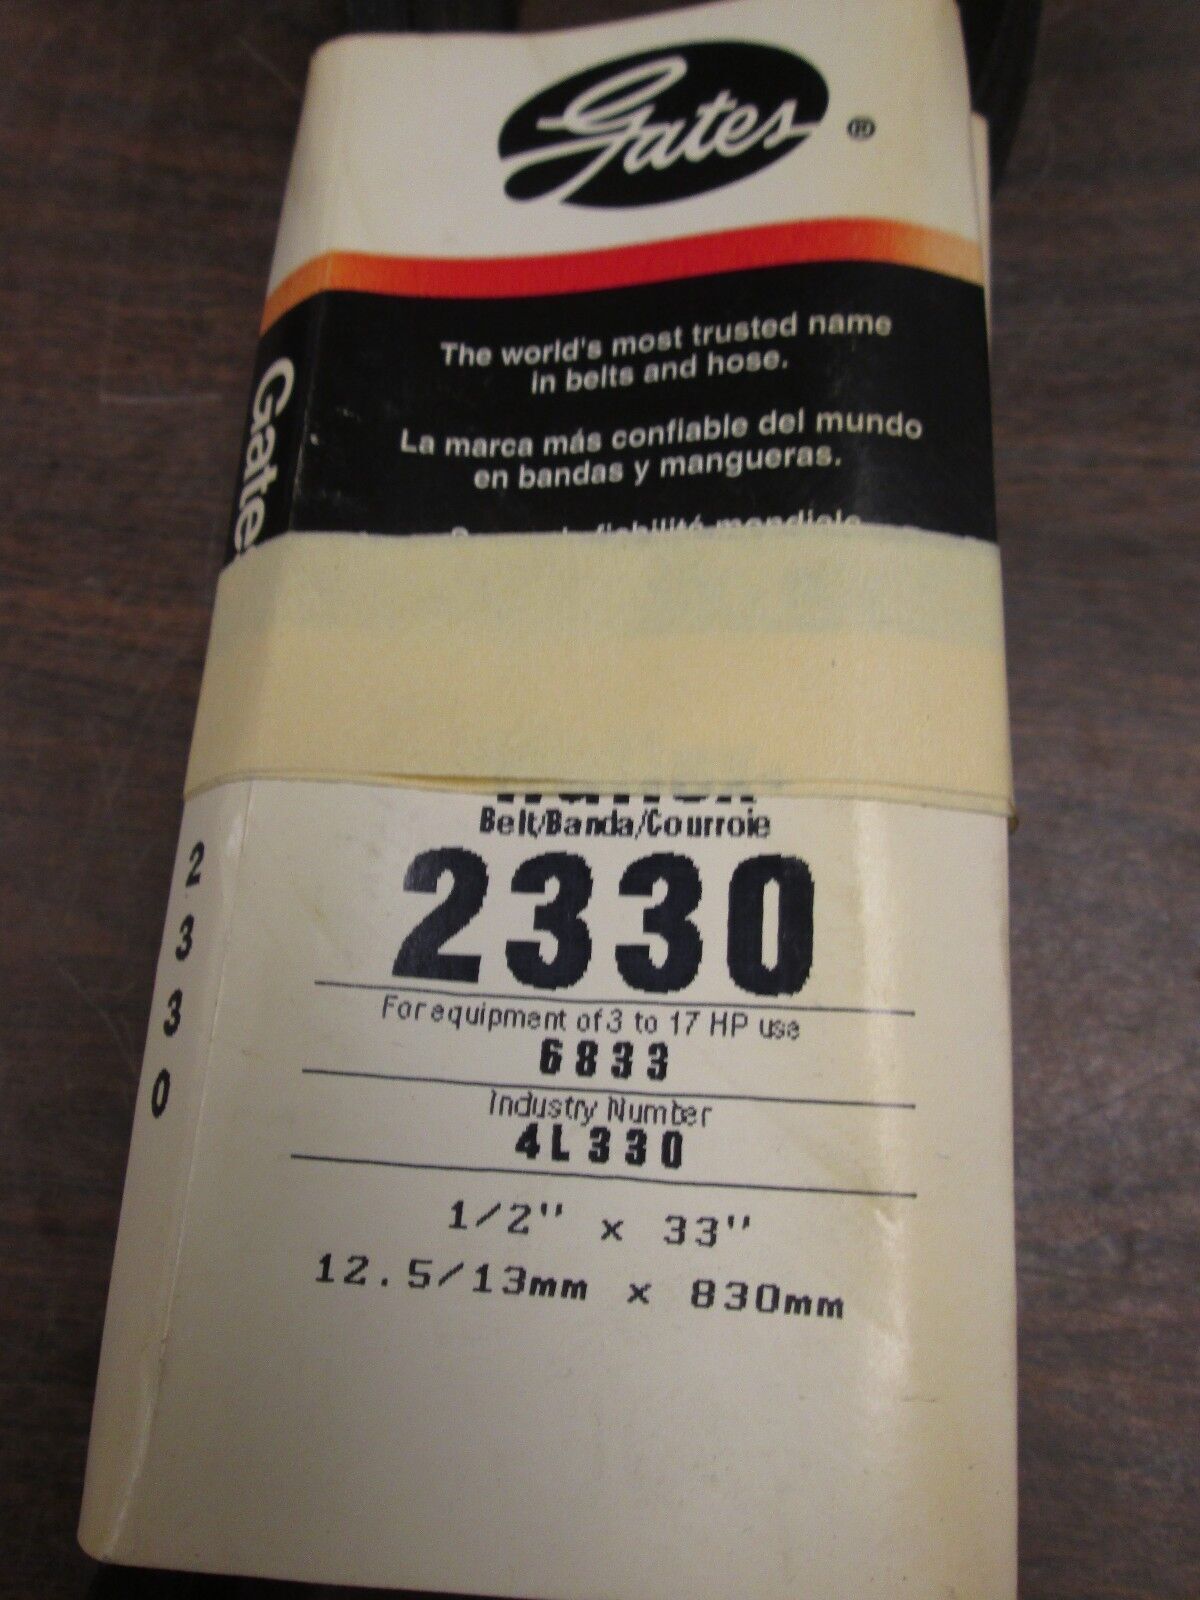 Gates ®
The world's most trusted name
in belts and hose.
La marca más confiable del mundo
en bandas y mangueras.
fiabilité mondiale
Gates
Belt/Banda/Courroie
2330
For equipment of 3 to 17 HP use
6833
Industry Number
4L330
1/2" x 33"
12.5/13mm x 830mm
2
3
3
0